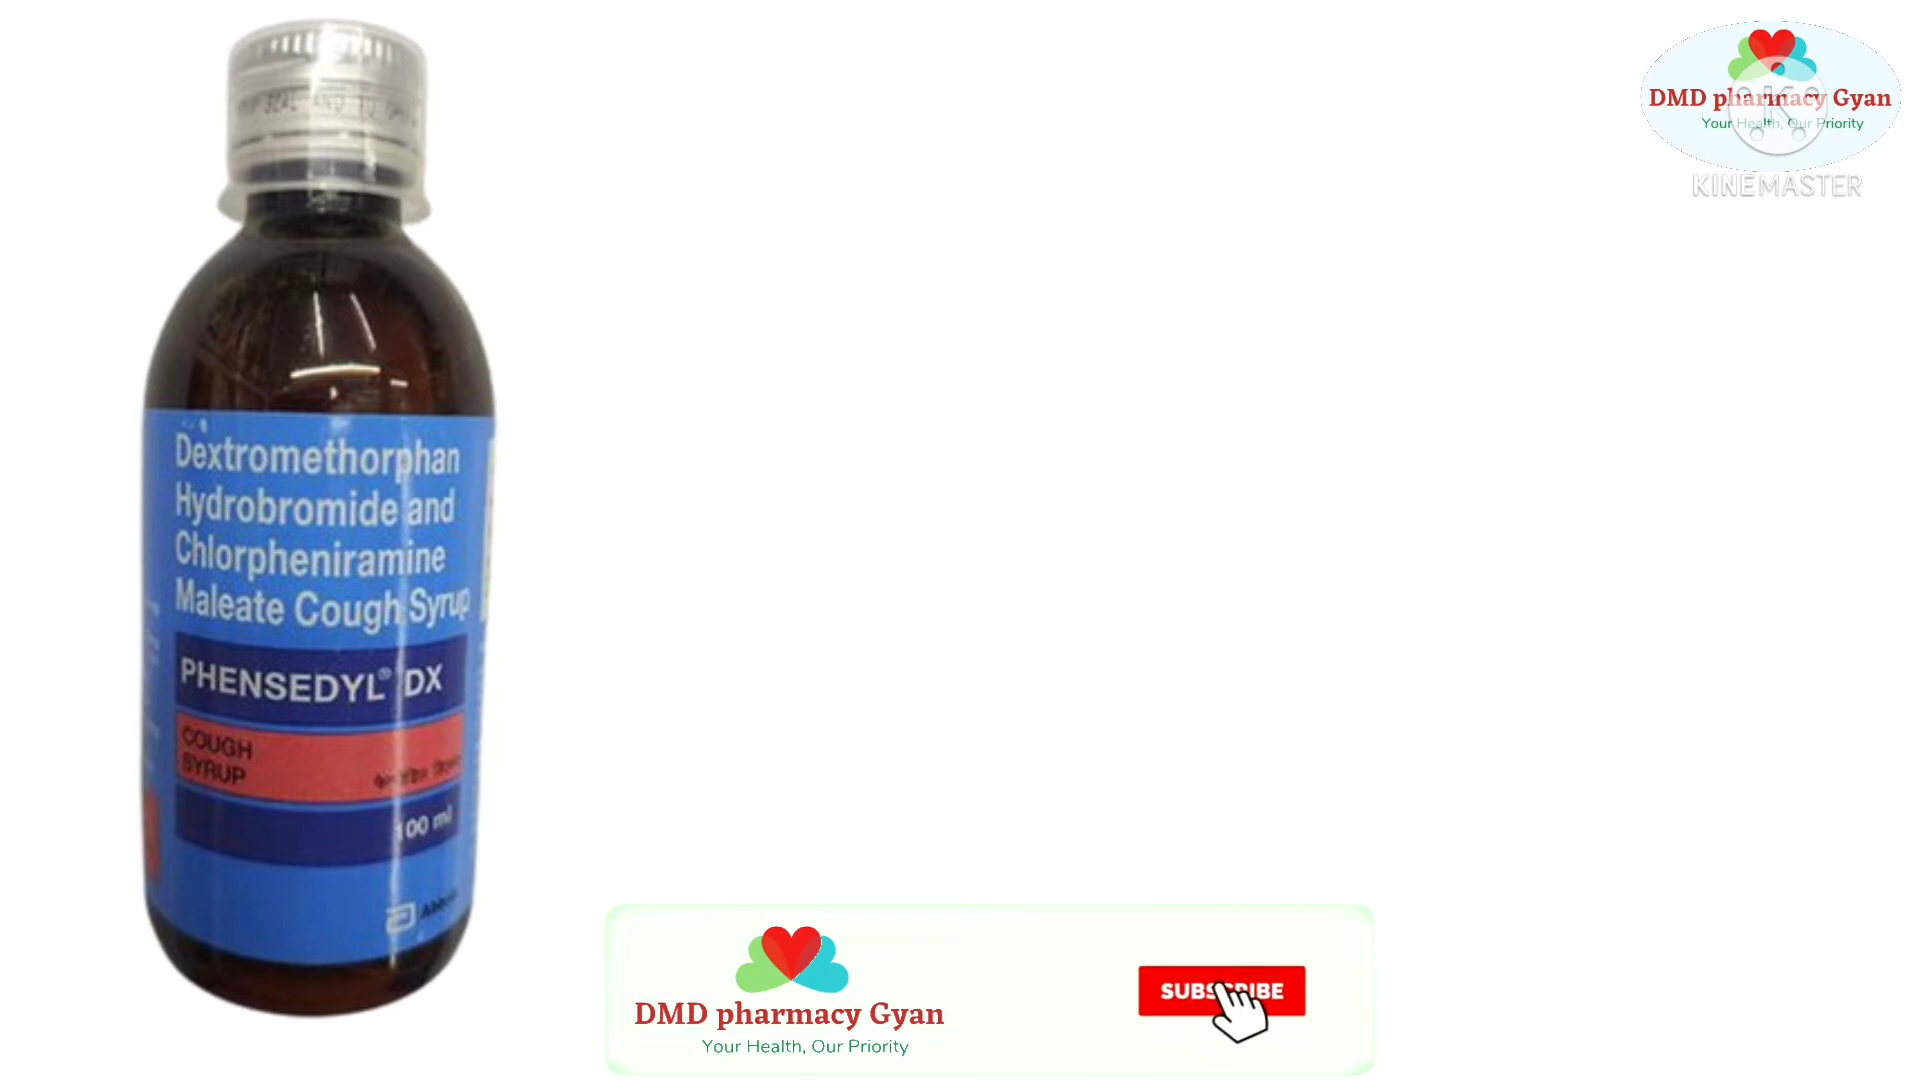 Dextromethorphan
Hydrobromide and
Chlorpheniramine
Maleate Cough Syrup
PHENSEDYL® DX
COUGH
SYRUP
100 ml
Abbott
DMD pharmacy Gyan
Your Health, Our Priority
KINEMASTER
DMD pharmacy Gyan
Your Health, Our Priority
SUBSCRIBE